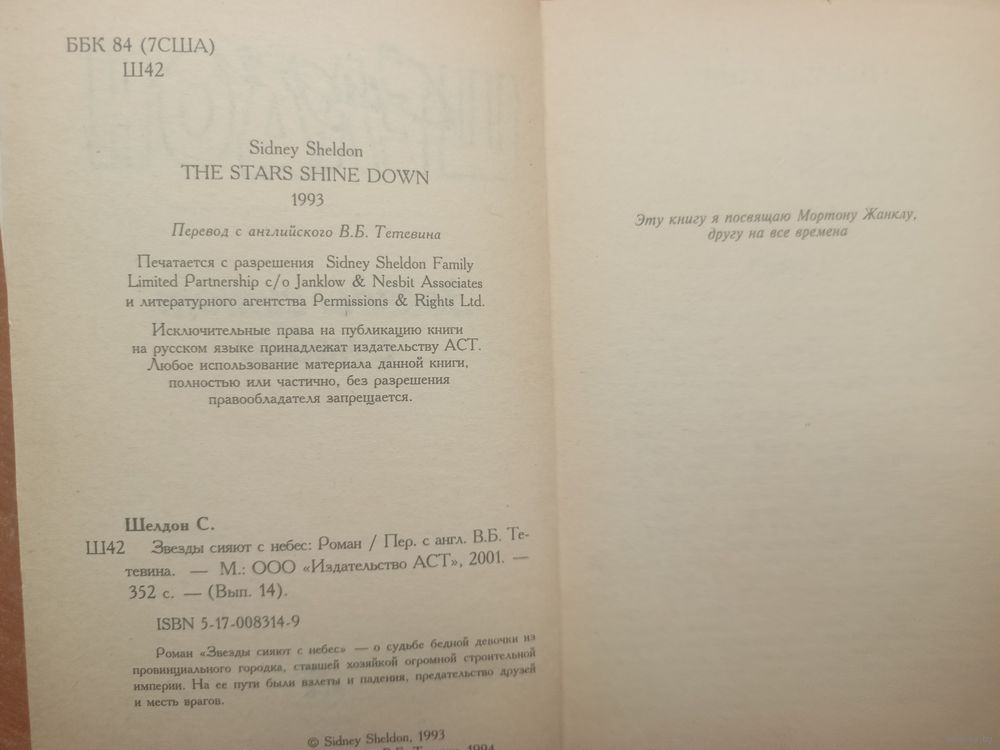 ББК 84 (7США)
Ш42
Sidney Sheldon
THE STARS SHINE DOWN
1993
Перевод с английского В.Б. Тетевина
Печатается с разрешения Sidney Sheldon Family
Limited Partnership c/o Janklow & Nesbit Associates
и литературного агентства Permissions & Rights Ltd.
Исключительные права на публикацию книги
на русском языке принадлежат издательству АСТ.
Любое использование материала данной книги,
полностью или частично, без разрешения
правообладателя запрещается.
Шелдон С.
Ш42 Звезды сияют с небес: Роман / Пер. с англ. В.Б. Те-
тевина. — М.: ООО «Издательство АСТ», 2001. —
352 с. — (Вып. 14).
ISBN 5-17-008314-9
Роман «Звезды сияют с небес» — о судьбе бедной девочки из
провинциального городка, ставшей хозяйкой огромной строительной
империи. На ее пути были взлеты и падения, предательство друзей
и месть врагов.
© Sidney Sheldon, 1993
Эту книгу я посвящаю Мортону Жанклу,
другу на все времена